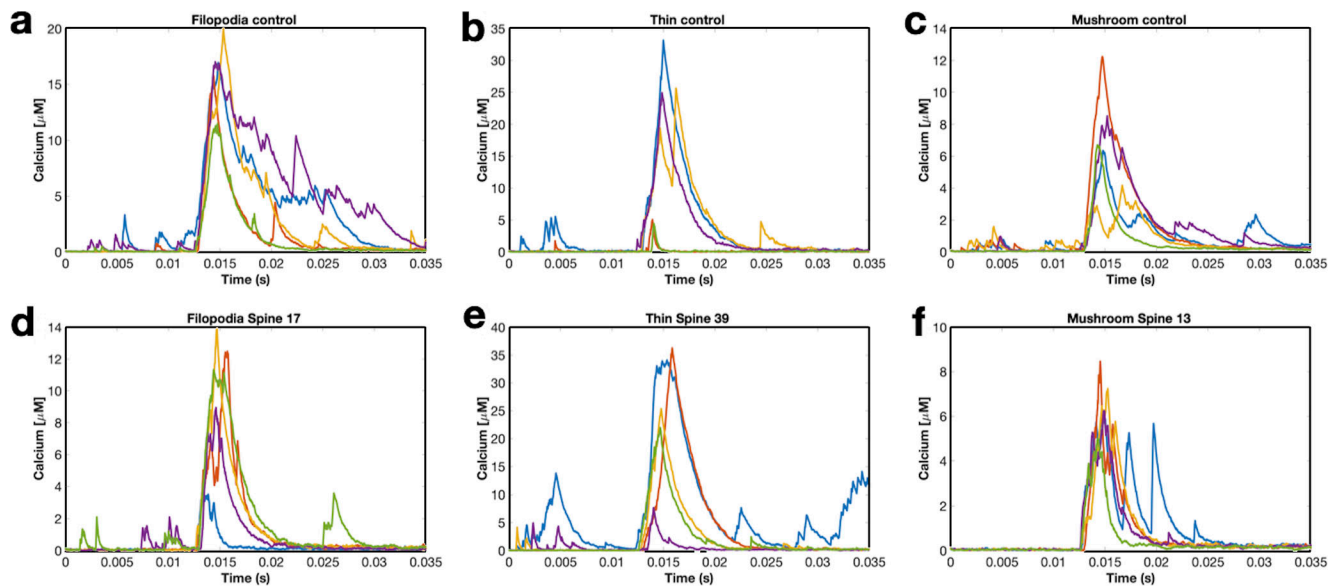 a
Filopodia control
Calcium [µM]
20
15
10
5
0
0 0.005 0.01 0.015 0.02 0.025 0.03 0.035
Time (s)
b
Thin control
Calcium [µM]
35
30
25
20
15
10
5
0
0 0.005 0.01 0.015 0.02 0.025 0.03 0.035
Time (s)
c
Mushroom control
Calcium [µM]
14
12
10
8
6
4
2
0
0 0.005 0.01 0.015 0.02 0.025 0.03 0.035
Time (s)
d
Filopodia Spine 17
Calcium [µM]
14
12
10
8
6
4
2
0
0 0.005 0.01 0.015 0.02 0.025 0.03 0.035
Time (s)
e
Thin Spine 39
Calcium [µM]
40
35
30
25
20
15
10
5
0
0 0.005 0.01 0.015 0.02 0.025 0.03 0.035
Time (s)
f
Mushroom Spine 13
Calcium [µM]
10
8
6
4
2
0
0 0.005 0.01 0.015 0.02 0.025 0.03 0.035
Time (s)